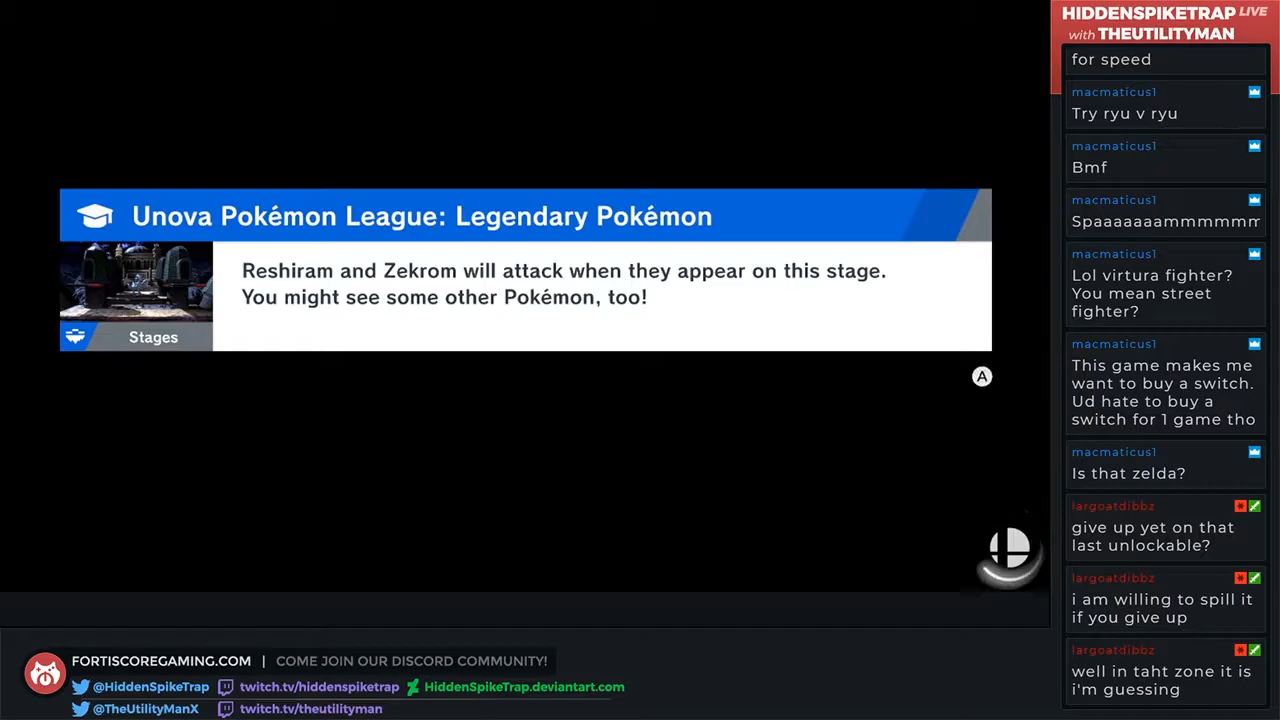 HIDDENSPIKETRAP LIVE
with THEUTILITYMAN
for speed
macmaticus1
Try ryu v ryu
macmaticus1
Bmf
macmaticus1
Spaaaaaammmmmm
macmaticus1
Lol virtura fighter?
You mean street
fighter?
macmaticus1
This game makes me
want to buy a switch.
Ud hate to buy a
switch for 1 game tho
macmaticus1
Is that zelda?
largoatdibbz
give up yet on that
last unlockable?
largoatdibbz
i am willing to spill it
if you give up
largoatdibbz
well in taht zone it is
i'm guessing
Unova Pokémon League: Legendary Pokémon
Reshiram and Zekrom will attack when they appear on this stage.
You might see some other Pokémon, too!
Stages
A
FORTISCOREGAMING.COM | COME JOIN OUR DISCORD COMMUNITY!
@HiddenSpikeTrap twitch.tv/hiddenspiketrap HiddenSpikeTrap.deviantart.com
@TheUtilityManX twitch.tv/theutilityman